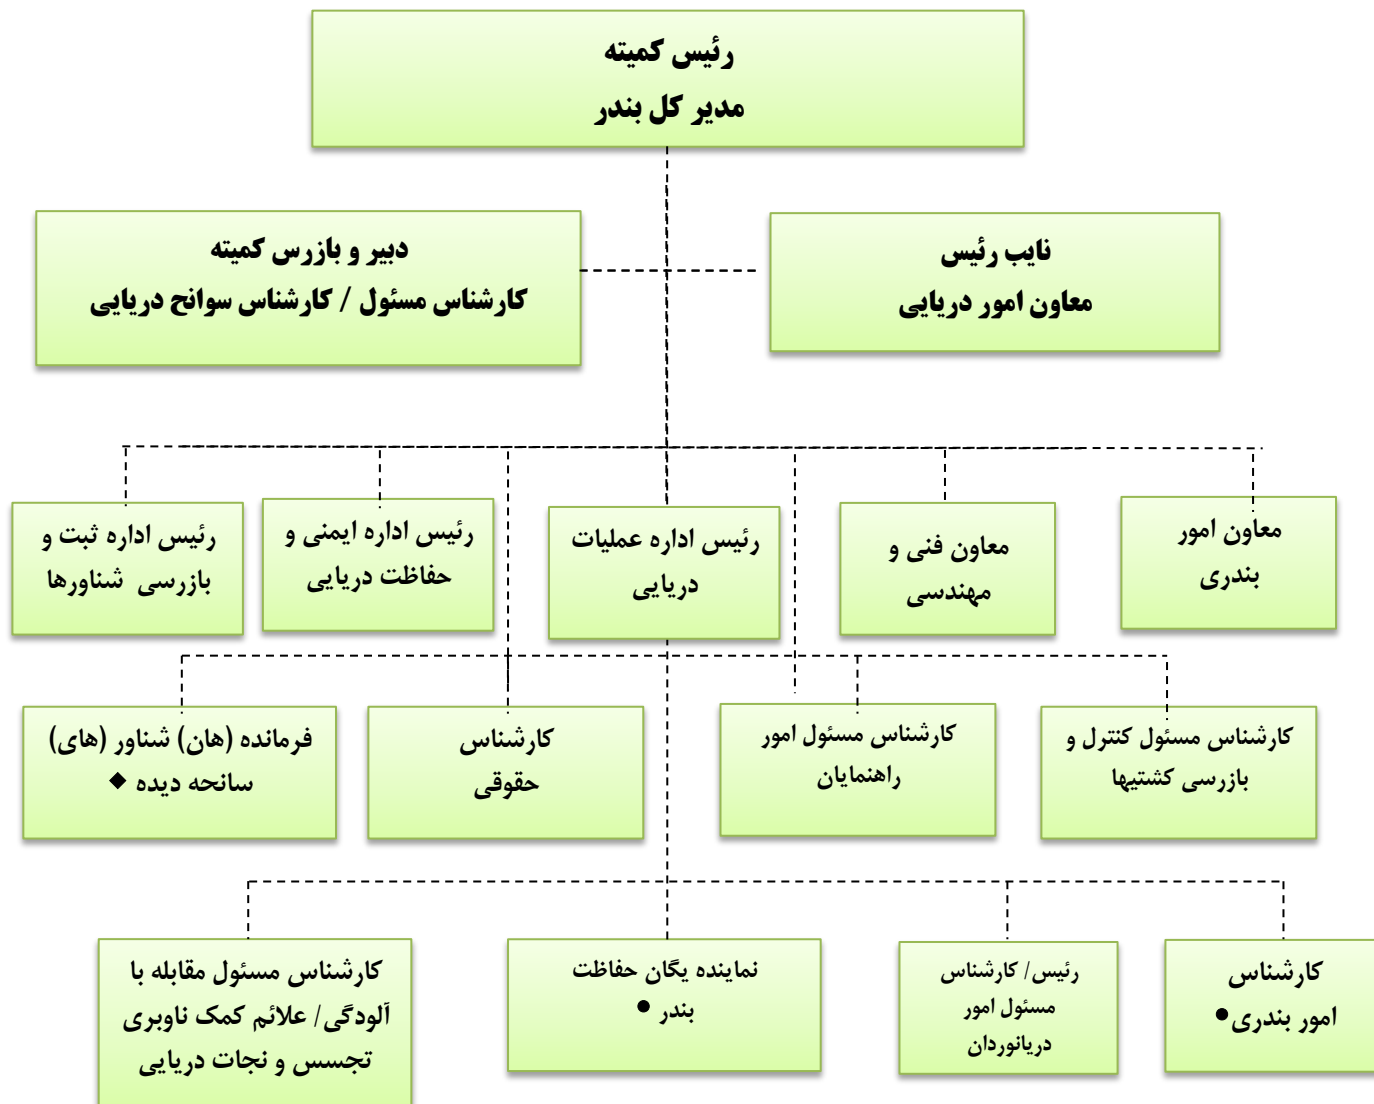 رئیس کمیته
مدیر کل بندر
نایب رئیس
معاون امور دریایی
دبیر و بازرس کمیته
کارشناس مسئول / کارشناس سوانح دریایی
معاون امور
بندری
معاون فنی و
مهندسی
رئیس اداره عملیات
دریایی
رئیس اداره ایمنی و
حفاظت دریایی
رئیس اداره ثبت و
بازرسی شناورها
کارشناس مسئول کنترل و
بازرسی کشتیها
کارشناس مسئول امور
راهنمایان
کارشناس
حقوقی
فرمانده (هان) شناور (های)
سانحه دیده ◆
کارشناس
امور بندری●
رئیس/ کارشناس
مسئول امور
دریانوردان
نماینده یگان حفاظت
بندر ●
کارشناس مسئول مقابله با
آلودگی/ علائم کمک ناوبری
تجسس و نجات دریایی